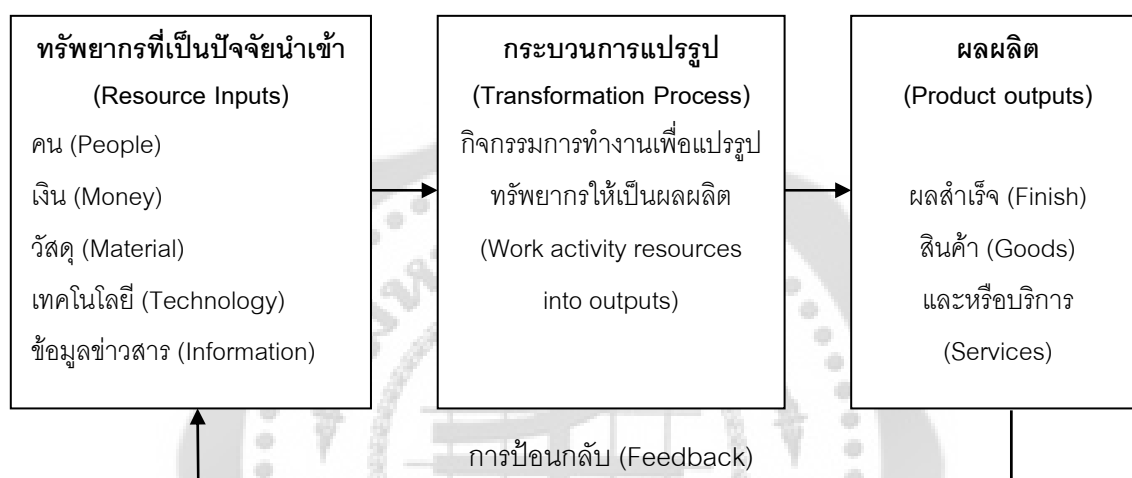 ทรัพยากรที่เป็นปัจจัยนำเข้า
(Resource Inputs)
คน (People)
เงิน (Money)
วัสดุ (Material)
เทคโนโลยี (Technology)
ข้อมูลข่าวสาร (Information)
กระบวนการแปรรูป
(Transformation Process)
กิจกรรมการทำงานเพื่อแปรรูป
ทรัพยากรให้เป็นผลผลิต
(Work activity resources
into outputs)
ผลผลิต
(Product outputs)
ผลสำเร็จ (Finish)
สินค้า (Goods)
และหรือบริการ
(Services)
การป้อนกลับ (Feedback)